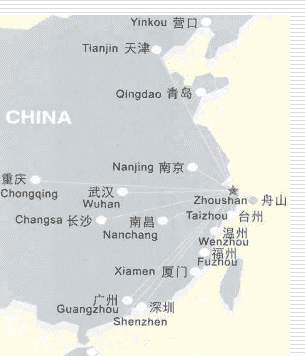 Yinkou 营口
Tianjin 天津
Qingdao 青岛
CHINA
Nanjing 南京
重庆
Chongqing
武汉
Wuhan
Zhoushan 舟山
Changsa 长沙
南昌
Nanchang
Taizhou 台州
温州
Wenzhou
福州
Fuzhou
Xiamen 厦门
广州
Guangzhou
深圳
Shenzhen